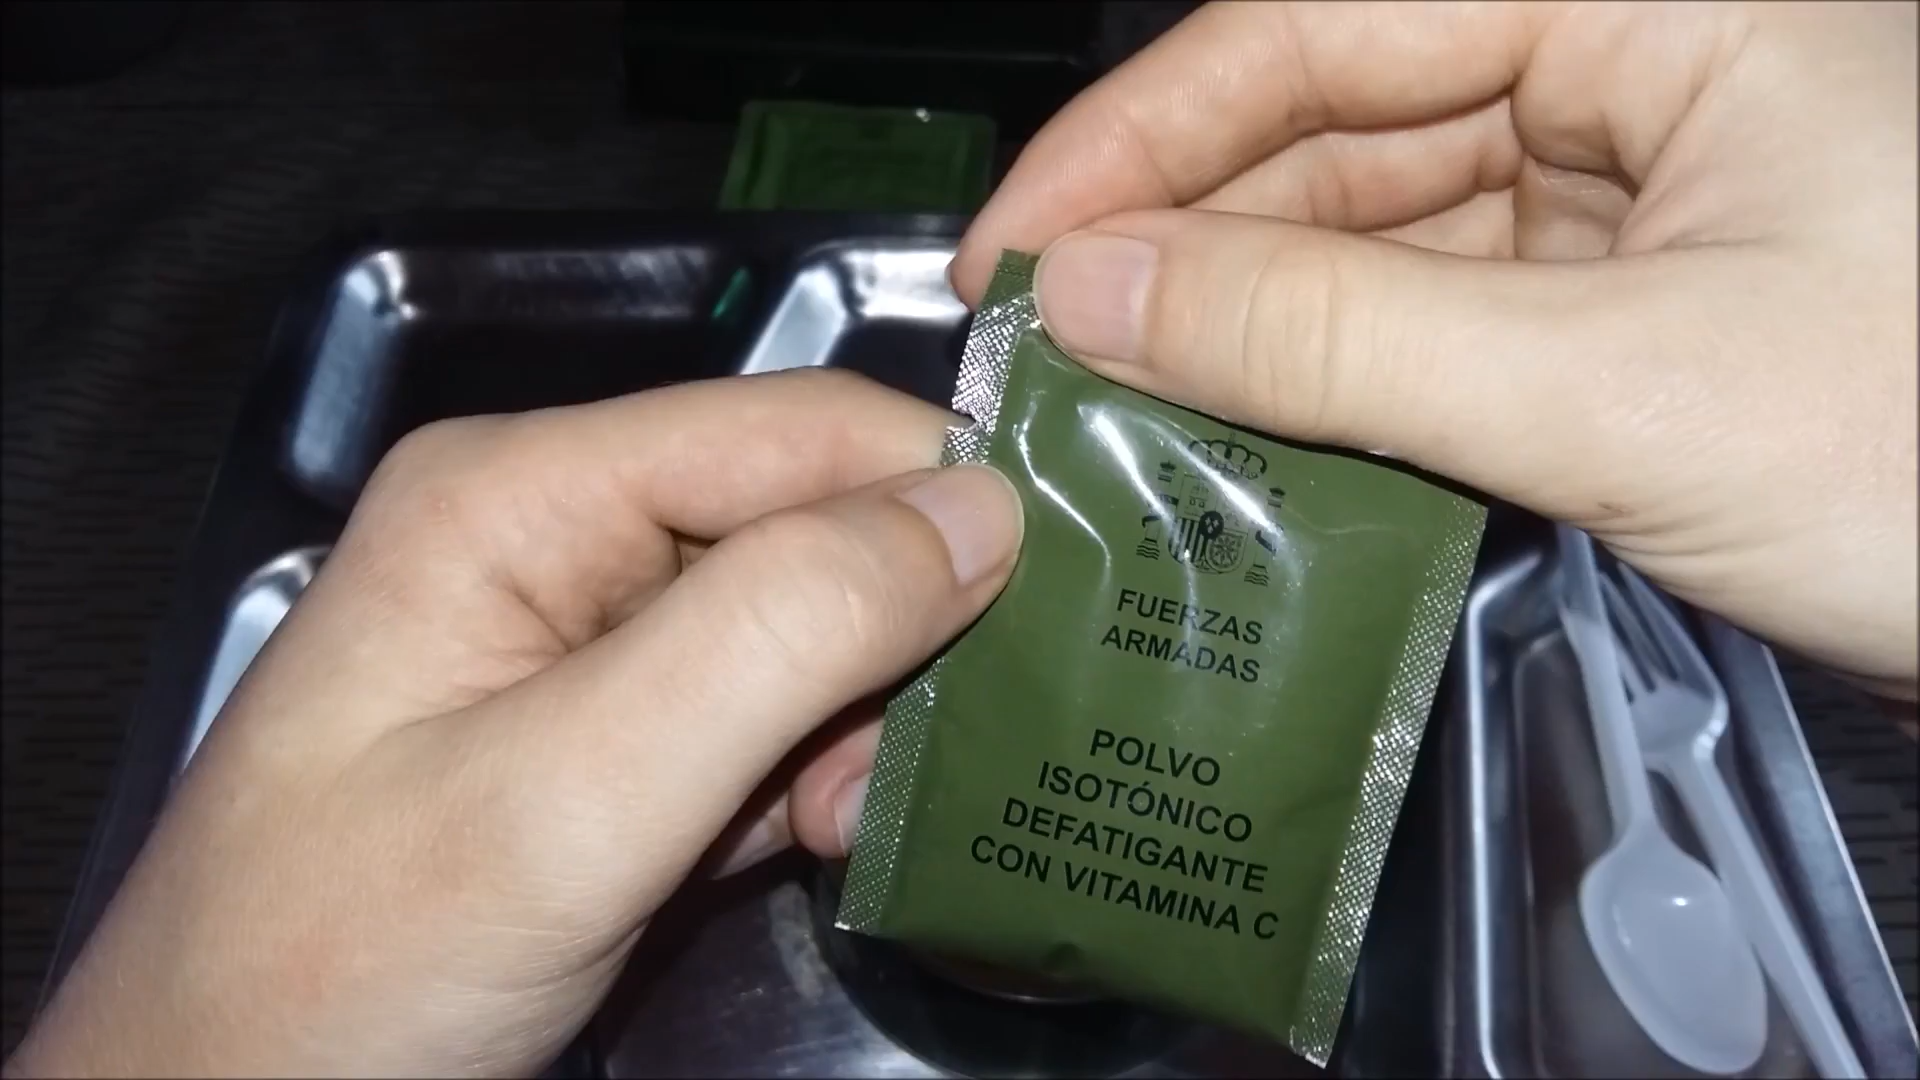 FUERZAS
ARMADAS
POLVO
ISOTÓNICO
DEFATIGANTE
CON VITAMINA C